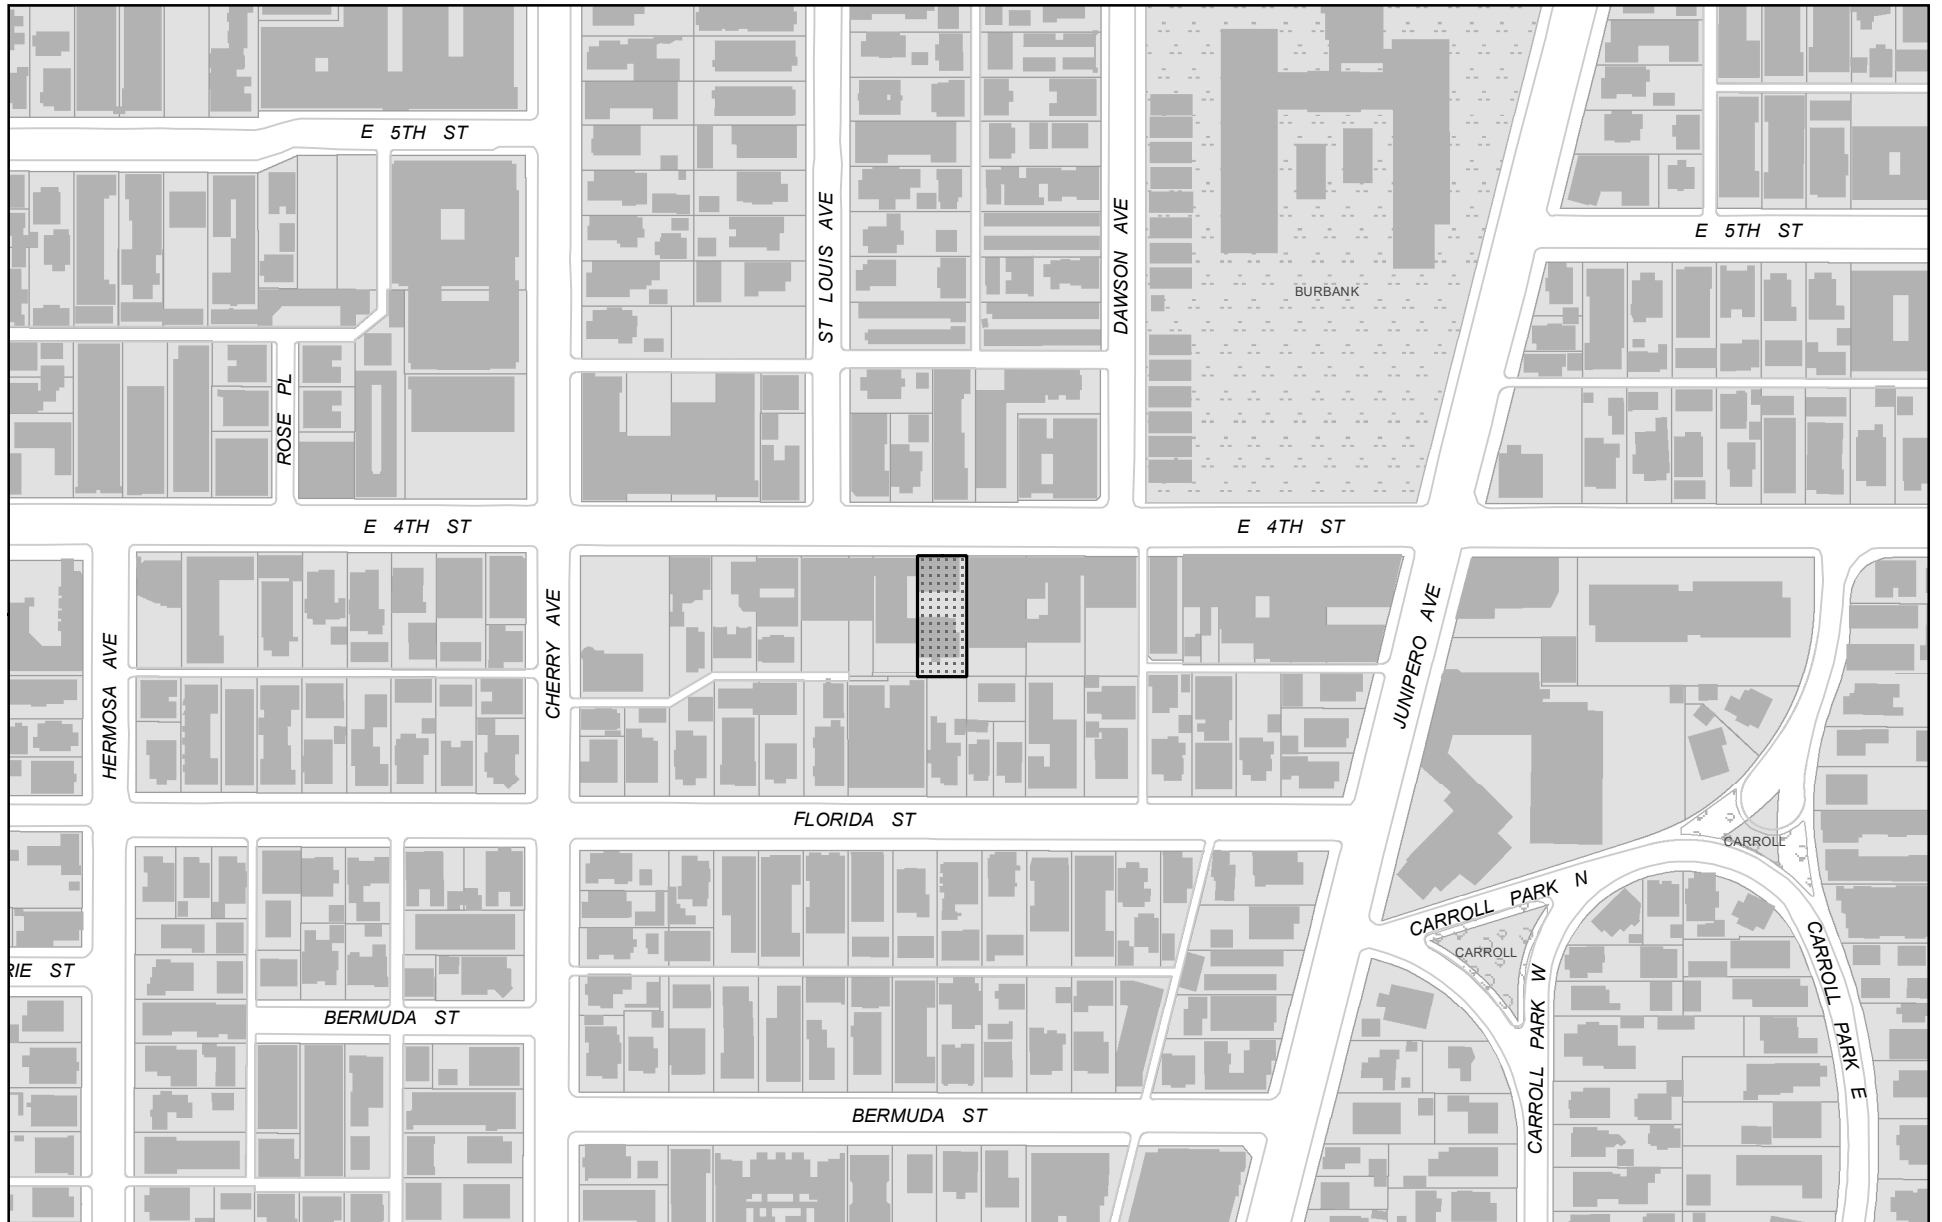 E 5TH ST
ST LOUIS AVE
DAWSON AVE
E 5TH ST
BURBANK
ROSE PL
E 4TH ST
E 4TH ST
HERMOSA AVE
CHERRY AVE
JUNIPERO AVE
FLORIDA ST
CARROLL
CARROLL PARK N
CARROLL
CARROLL PARK W
CARROLL PARK E
RIE ST
BERMUDA ST
BERMUDA ST